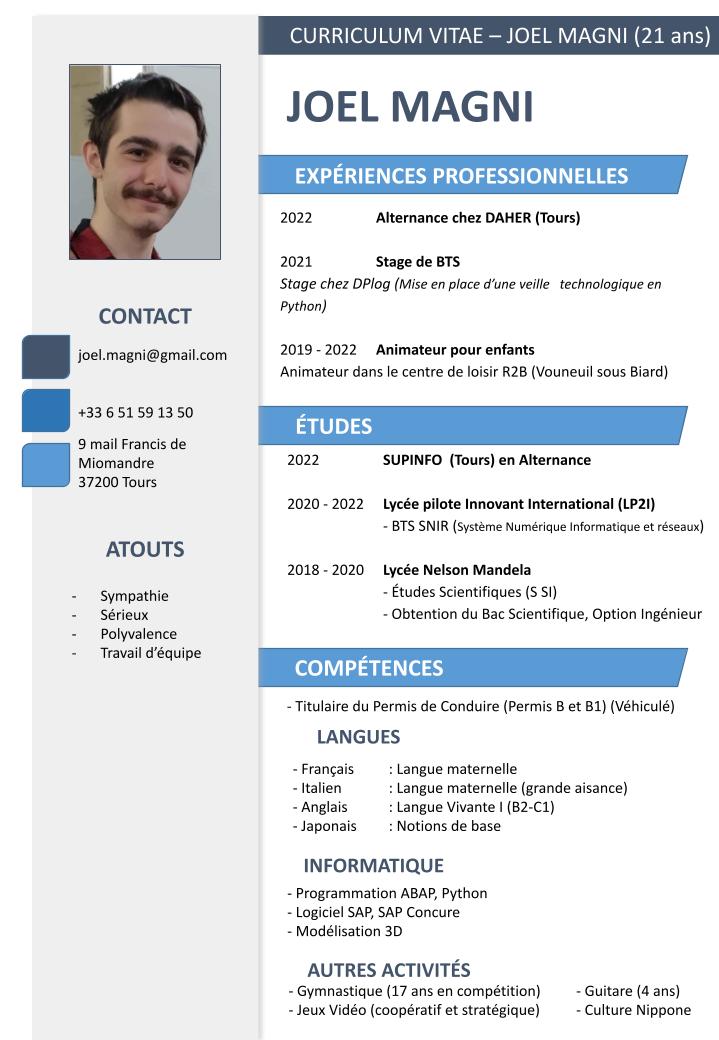 CURRICULUM VITAE – JOEL MAGNI (21 ans)
JOEL MAGNI
EXPÉRIENCES PROFESSIONNELLES
2022 Alternance chez DAHER (Tours)
2021 Stage de BTS
Stage chez DPlog (Mise en place d’une veille technologique en
Python)
2019 - 2022 Animateur pour enfants
Animateur dans le centre de loisir R2B (Vouneuil sous Biard)
CONTACT
joel.magni@gmail.com
+33 6 51 59 13 50
9 mail Francis de
Miomandre
37200 Tours
ATOUTS
- Sympathie
- Sérieux
- Polyvalence
- Travail d’équipe
ÉTUDES
2022 SUPINFO (Tours) en Alternance
2020 - 2022 Lycée pilote Innovant International (LP2I)
- BTS SNIR (Système Numérique Informatique et réseaux)
2018 - 2020 Lycée Nelson Mandela
- Études Scientifiques (S SI)
- Obtention du Bac Scientifique, Option Ingénieur
COMPÉTENCES
- Titulaire du Permis de Conduire (Permis B et B1) (Véhiculé)
LANGUES
- Français : Langue maternelle
- Italien : Langue maternelle (grande aisance)
- Anglais : Langue Vivante I (B2-C1)
- Japonais : Notions de base
INFORMATIQUE
- Programmation ABAP, Python
- Logiciel SAP, SAP Concure
- Modélisation 3D
AUTRES ACTIVITÉS
- Gymnastique (17 ans en compétition) - Guitare (4 ans)
- Jeux Vidéo (coopératif et stratégique) - Culture Nippone